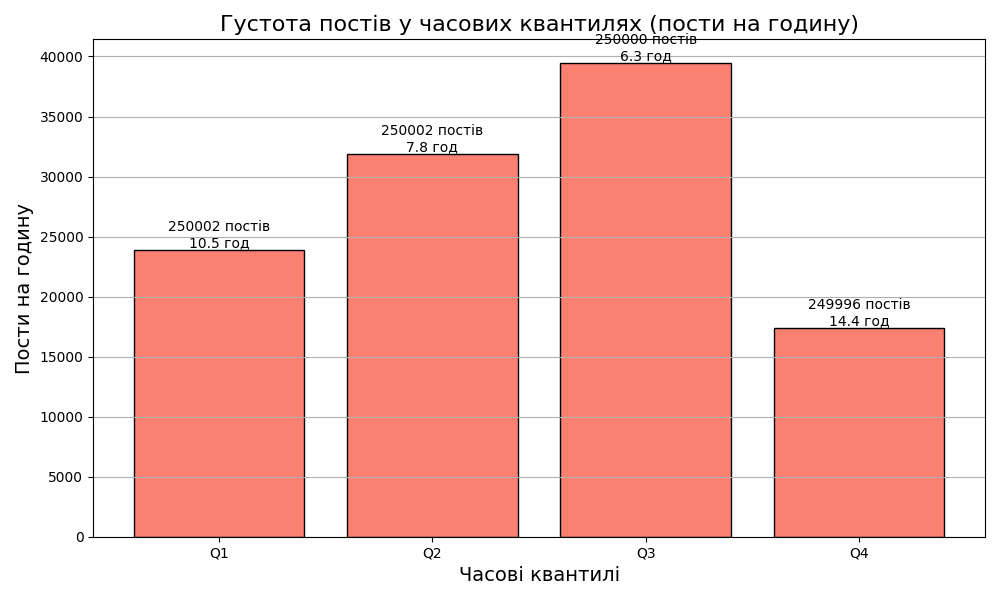 Густота постів у часових квантилях (пости на годину)
Пости на годину
40000
35000
30000
25000
20000
15000
10000
5000
0
250002 постів
10.5 год
250002 постів
7.8 год
250000 постів
6.3 год
249996 постів
14.4 год
Q1
Q2
Q3
Q4
Часові квантилі